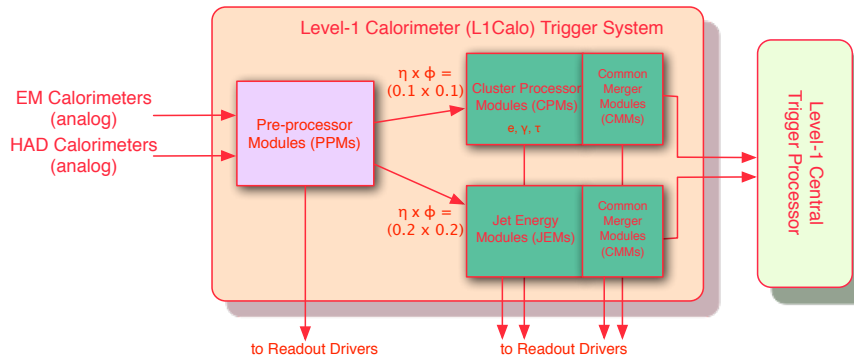 Level-1 Calorimeter (L1Calo) Trigger System
EM Calorimeters
(analog)
HAD Calorimeters
(analog)
Pre-processor
Modules (PPMs)
η x ϕ =
(0.1 x 0.1)
η x ϕ =
(0.2 x 0.2)
Cluster Processor
Modules (CPMs)
e, γ, τ
Common
Merger
Modules
(CMMs)
Jet Energy
Modules (JEMs)
Common
Merger
Modules
(CMMs)
Level-1 Central
Trigger Processor
to Readout Drivers
to Readout Drivers